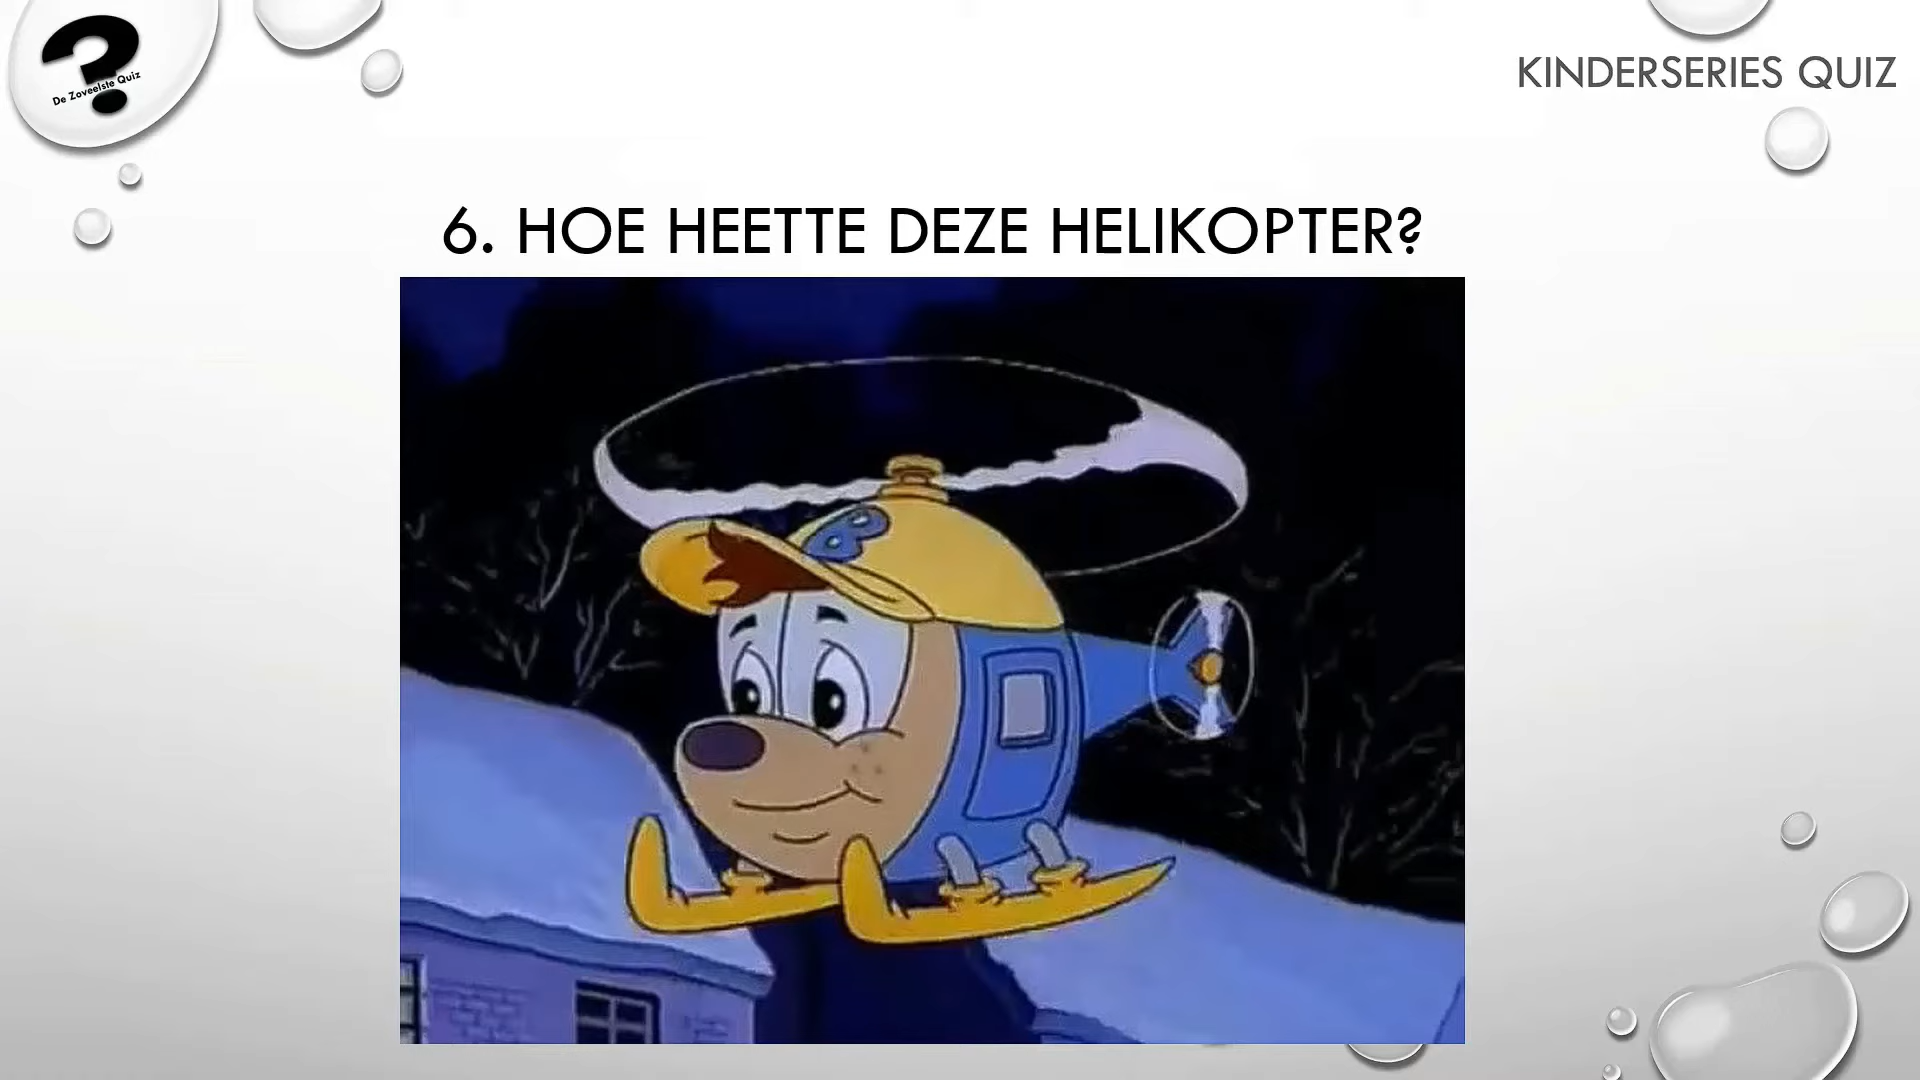 De Zoveelste Quiz
KINDERSERIES QUIZ
6. HOE HEETTE DEZE HELIKOPTER?
B